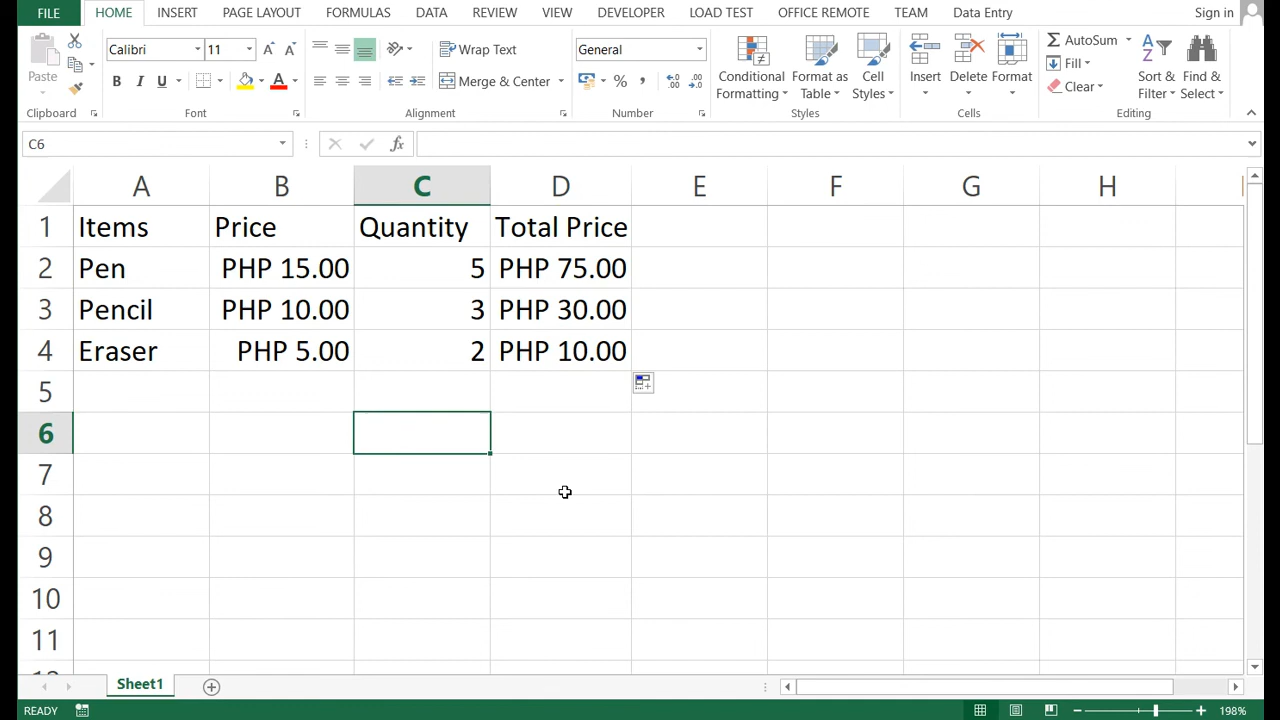 FILE HOME INSERT PAGE LAYOUT FORMULAS DATA REVIEW VIEW DEVELOPER LOAD TEST OFFICE REMOTE TEAM Data Entry Sign in
Calibri 11 Wrap Text General AutoSum
Paste Fill
B I U Merge & Center % , Clear
Conditional Formatting Format as Table Cell Styles Insert Delete Format Sort & Filter Find & Select
Clipboard Font Alignment Number Styles Cells Editing
C6 fx
A B C D E F G H
1 Items Price Quantity Total Price
2 Pen PHP 15.00 5 PHP 75.00
3 Pencil PHP 10.00 3 PHP 30.00
4 Eraser PHP 5.00 2 PHP 10.00
5
6
7
8
9
10
11
Sheet1
READY 198%